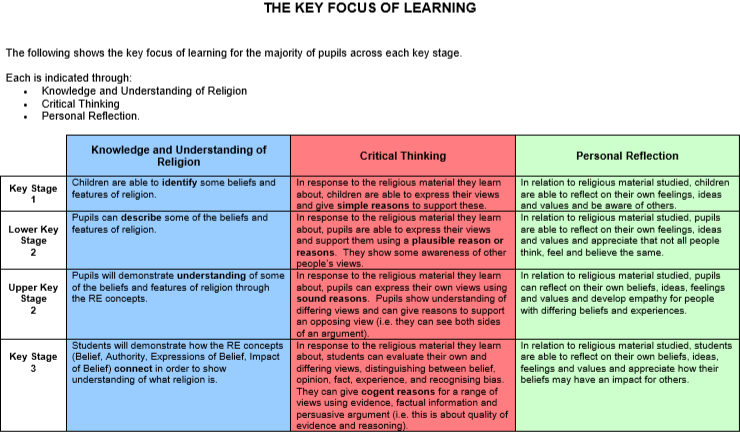 THE KEY FOCUS OF LEARNING
The following shows the key focus of learning for the majority of pupils across each key stage.
Each is indicated through:
• Knowledge and Understanding of Religion
• Critical Thinking
• Personal Reflection.
Knowledge and Understanding of
Religion
Critical Thinking
Personal Reflection
Key Stage
1
Children are able to identify some beliefs and
features of religion.
In response to the religious material they learn
about, children are able to express their views
and give simple reasons to support these.
In relation to religious material studied, children
are able to reflect on their own feelings, ideas
and values and be aware of others.
Lower Key
Stage
2
Pupils can describe some of the beliefs and
features of religion.
In response to the religious material they learn
about, pupils are able to express their views
and support them using a plausible reason or
reasons. They show some awareness of other
people's views.
In relation to religious material studied, pupils
are able to reflect on their own feelings, ideas
and values and appreciate that not all people
think, feel and believe the same.
Upper Key
Stage
2
Pupils will demonstrate understanding of some
of the beliefs and features of religion through
the RE concepts.
In response to the religious material they learn
about, pupils can express their own views using
sound reasons. Pupils show understanding of
differing views and can give reasons to support
an opposing view (i.e. they can see both sides
of an argument).
In relation to religious material studied, pupils
can reflect on their own beliefs, ideas, feelings
and values and develop empathy for people
with differing beliefs and experiences.
Key Stage
3
Students will demonstrate how the RE concepts
(Belief, Authority, Expressions of Belief, Impact
of Belief) connect in order to show
understanding of what religion is.
In response to the religious material they learn
about, students can evaluate their own and
differing views, distinguishing between belief,
opinion, fact, experience, and recognising bias.
They can give cogent reasons for a range of
views using evidence, factual information and
persuasive argument (i.e. this is about quality of
evidence and reasoning).
In relation to religious material studied, students
are able to reflect on their own beliefs, ideas,
feelings and values and appreciate how their
beliefs may have an impact for others.